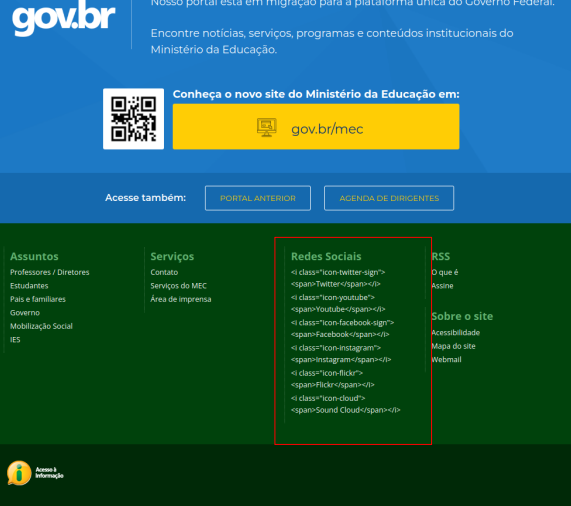 Nosso portal está em migração para a plataforma única do Governo Federal.
gov.br
Encontre notícias, serviços, programas e conteúdos institucionais do
Ministério da Educação.
Conheça o novo site do Ministério da Educação em:
gov.br/mec
Acesse também:
PORTAL ANTERIOR
AGENDA DE DIRIGENTES
Assuntos
Professores / Diretores
Estudantes
Pais e familiares
Governo
Mobilização Social
IES
Serviços
Contato
Serviços do MEC
Área de imprensa
Redes Sociais
<i class="icon-twitter-sign">
<span>Twitter</span></i>
<i class="icon-youtube">
<span>Youtube</span></i>
<i class="icon-facebook-sign">
<span>Facebook</span></i>
<i class="icon-instagram">
<span>Instagram</span></i>
<i class="icon-flickr">
<span>Flickr</span></i>
<i class="icon-cloud">
<span>Sound Cloud</span></i>
RSS
O que é
Assine
Sobre o site
Acessibilidade
Mapa do site
Webmail
Acesso à
Informação